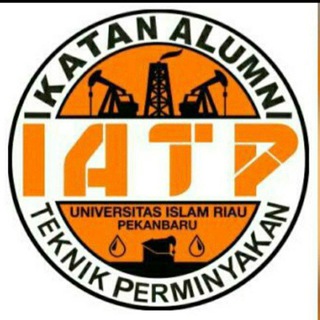 IKATAN ALUMNI
IATP
UNIVERSITAS ISLAM RIAU
PEKANBARU
TEKNIK PERMINYAKAN